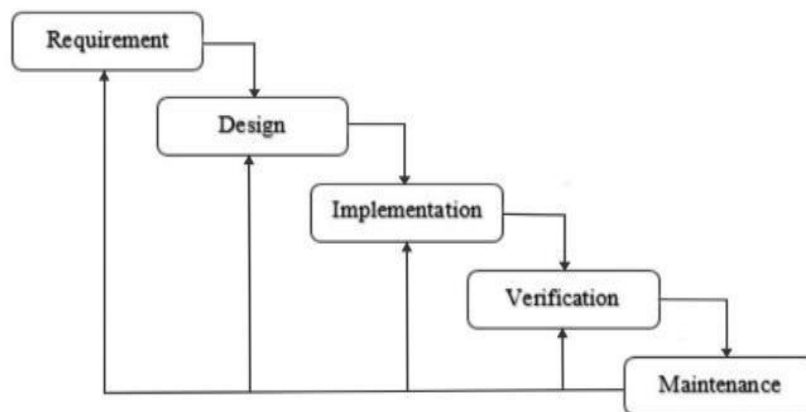 Requirement
Design
Implementation
Verification
Maintenance